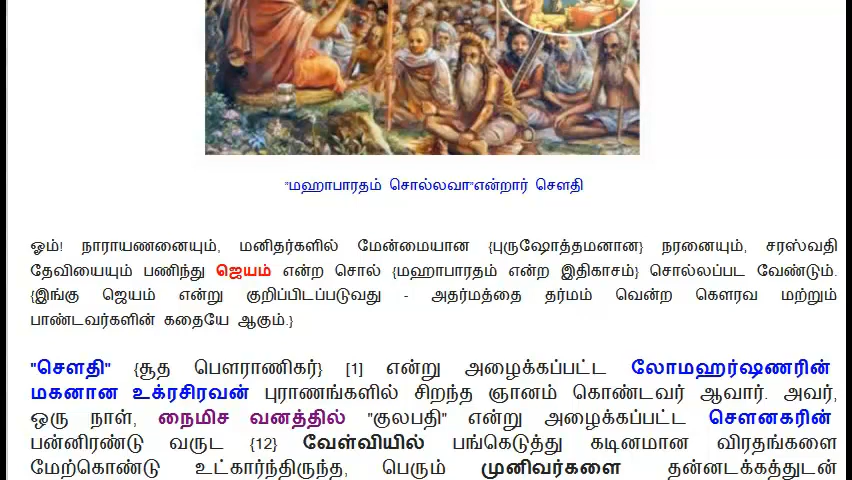 "மஹாபாரதம் சொல்லவா"என்றார் சௌதி
ஓம்! நாராயணனையும், மனிதர்களில் மேன்மையான {புருஷோத்தமனான} நரனையும், சரஸ்வதி
தேவியையும் பணிந்து ஜெயம் என்ற சொல் {மஹாபாரதம் என்ற இதிகாசம்} சொல்லப்பட வேண்டும்.
{இங்கு ஜெயம் என்று குறிப்பிடப்படுவது - அதர்மத்தை தர்மம் வென்ற கௌரவ மற்றும்
பாண்டவர்களின் கதையே ஆகும்.}
"சௌதி" {சூத பௌராணிகர்} [1] என்று அழைக்கப்பட்ட லோமஹர்ஷணரின்
மகனான உக்ரசிரவன் புராணங்களில் சிறந்த ஞானம் கொண்டவர் ஆவார். அவர்,
ஒரு நாள், நைமிச வனத்தில் "குலபதி" என்று அழைக்கப்பட்ட சௌனகரின்
பன்னிரண்டு வருட {12} வேள்வியில் பங்கெடுத்து கடினமான விரதங்களை
மேற்கொண்டு உட்கார்ந்திருந்த, பெரும் முனிவர்களை தன்னடக்கத்துடன்